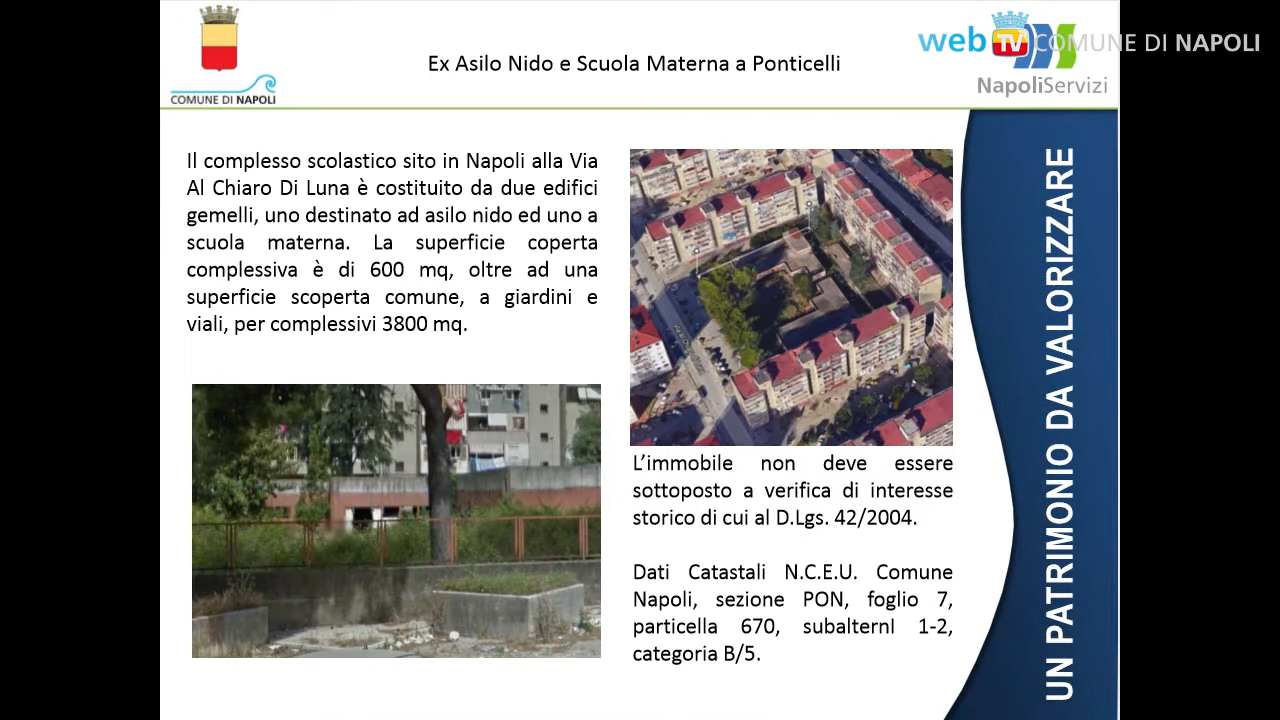 COMUNE DI NAPOLI
Ex Asilo Nido e Scuola Materna a Ponticelli
web TV COMUNE DI NAPOLI
NapoliServizi
Il complesso scolastico sito in Napoli alla Via
Al Chiaro Di Luna è costituito da due edifici
gemelli, uno destinato ad asilo nido ed uno a
scuola materna. La superficie coperta
complessiva è di 600 mq, oltre ad una
superficie scoperta comune, a giardini e
viali, per complessivi 3800 mq.
L’immobile non deve essere
sottoposto a verifica di interesse
storico di cui al D.Lgs. 42/2004.
Dati Catastali N.C.E.U. Comune
Napoli, sezione PON, foglio 7,
particella 670, subalternI 1-2,
categoria B/5.
UN PATRIMONIO DA VALORIZZARE